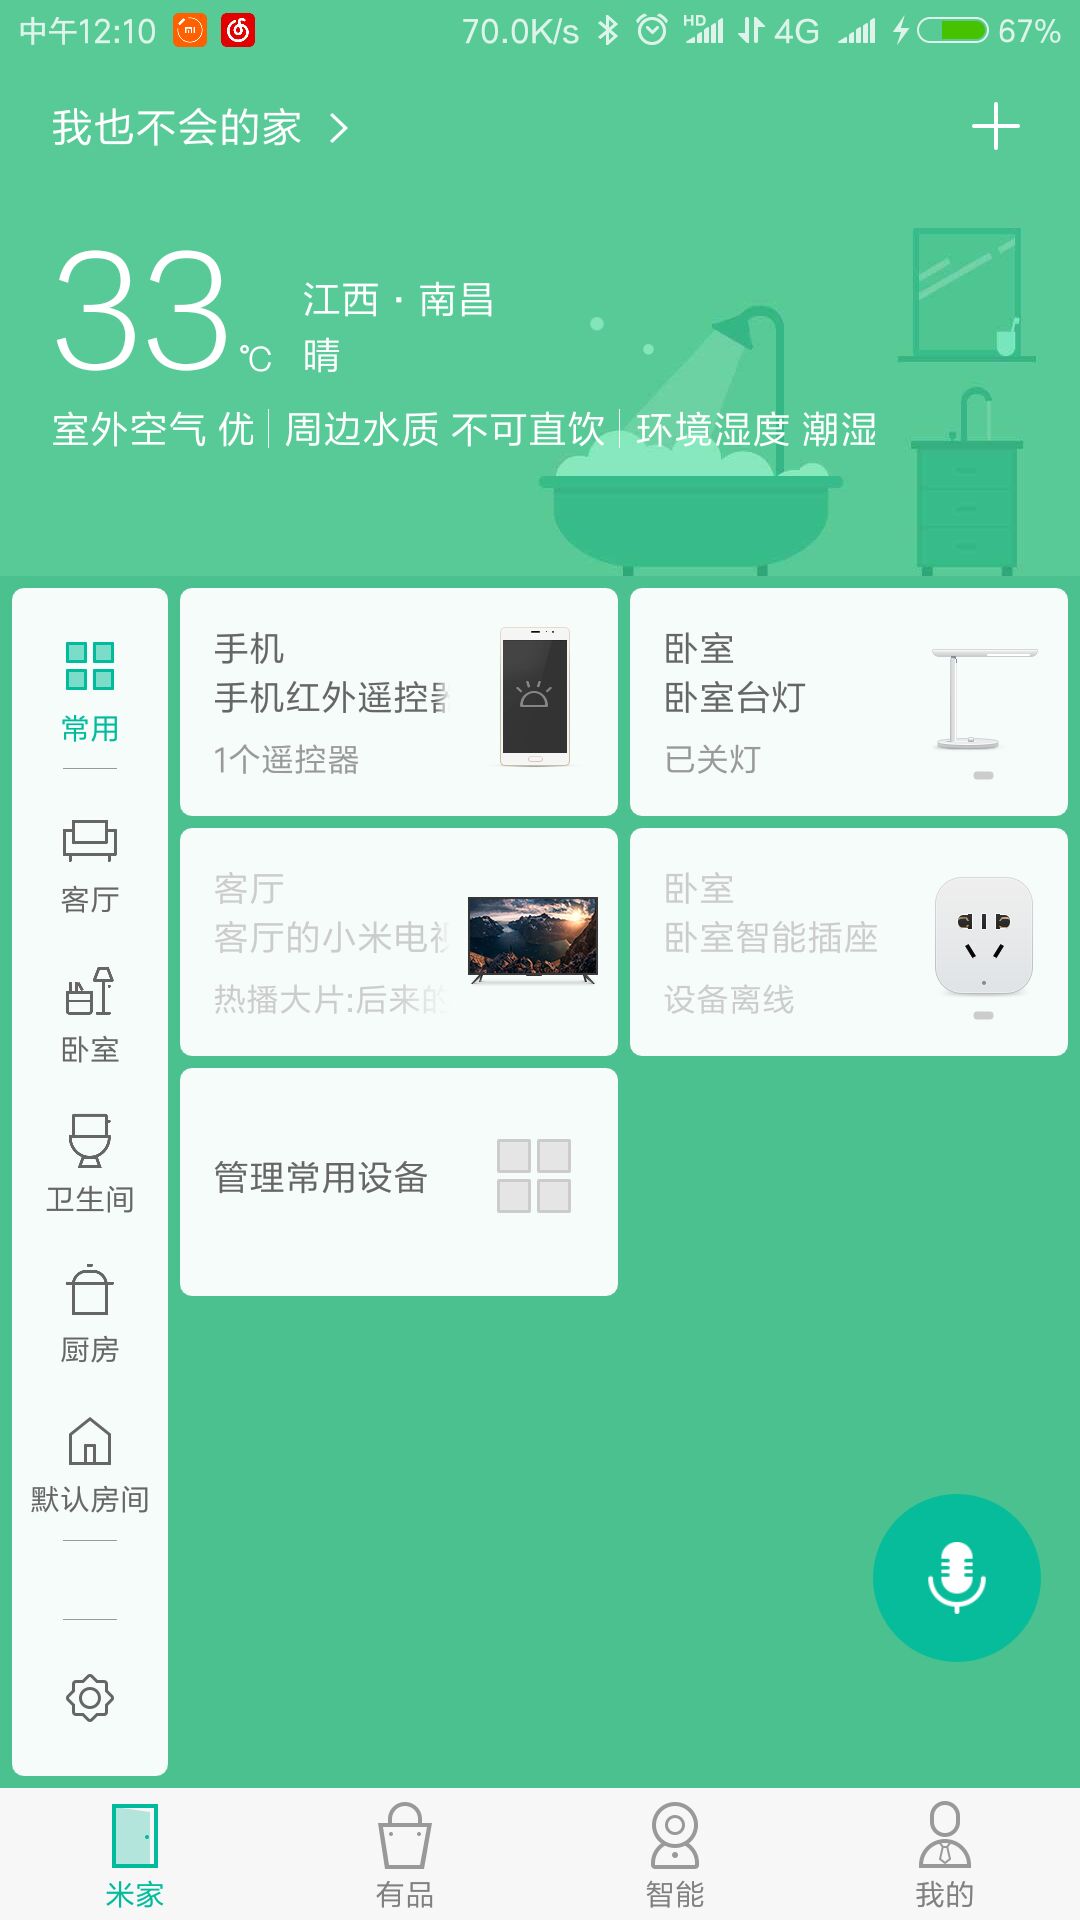 中午12:10 70.0K/s HD 4G 67%
我也不会的家
33℃
江西·南昌
晴
室外空气 优 周边水质 不可直饮 环境湿度 潮湿
常用
客厅
卧室
卫生间
厨房
默认房间
手机
手机红外遥控
1个遥控器
卧室
卧室台灯
已关灯
客厅
客厅的小米电
热播大片:后来的
卧室
卧室智能插座
设备离线
管理常用设备
米家 有品 智能 我的